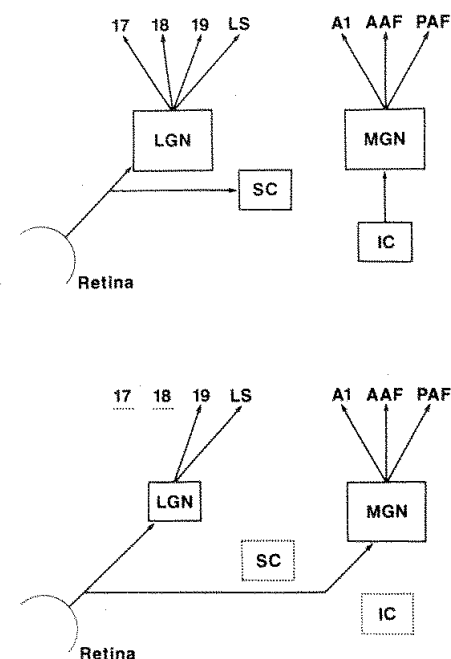 17 18 19 LS A1 AAF PAF
LGN MGN
SC
IC
Retina
17 18 19 LS A1 AAF PAF
LGN MGN
SC
IC
Retina